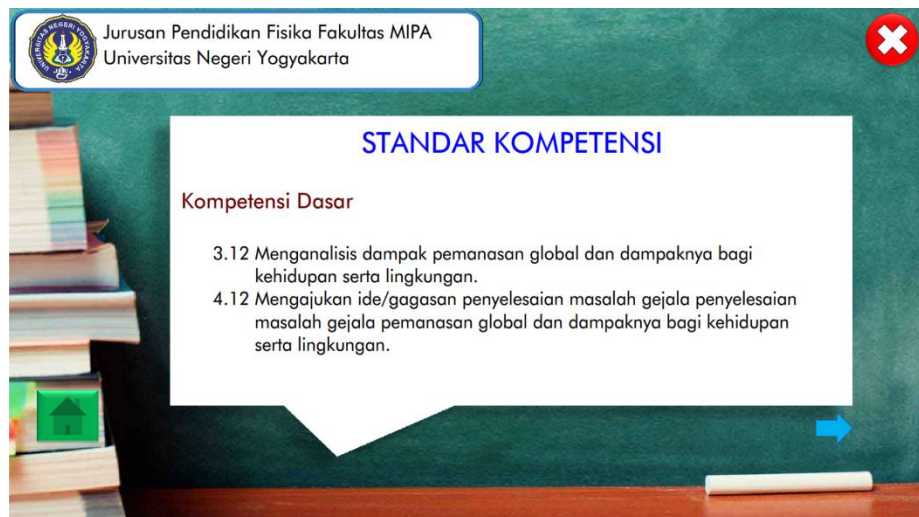 Jurusan Pendidikan Fisika Fakultas MIPA
Universitas Negeri Yogyakarta
STANDAR KOMPETENSI
Kompetensi Dasar
3.12 Menganalisis dampak pemanasan global dan dampaknya bagi
kehidupan serta lingkungan.
4.12 Mengajukan ide/gagasan penyelesaian masalah gejala penyelesaian
masalah gejala pemanasan global dan dampaknya bagi kehidupan
serta lingkungan.